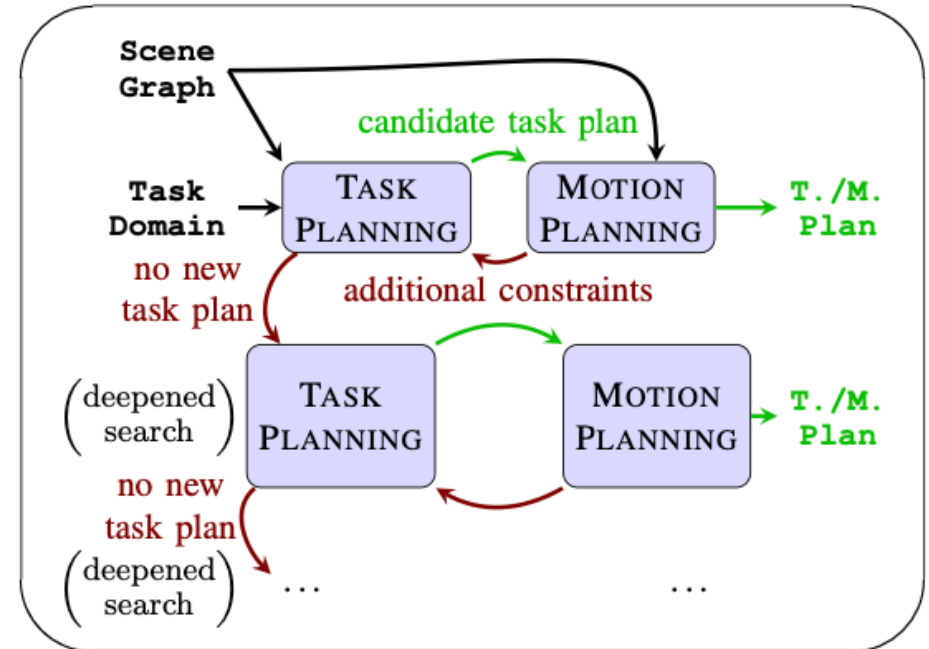 Scene
Graph
candidate task plan
Task
Domain
TASK
PLANNING
MOTION
PLANNING
T./M.
Plan
no new
task plan
additional constraints
(deepened
search)
TASK
PLANNING
MOTION
PLANNING
T./M.
Plan
no new
task plan
(deepened
search)
...
...